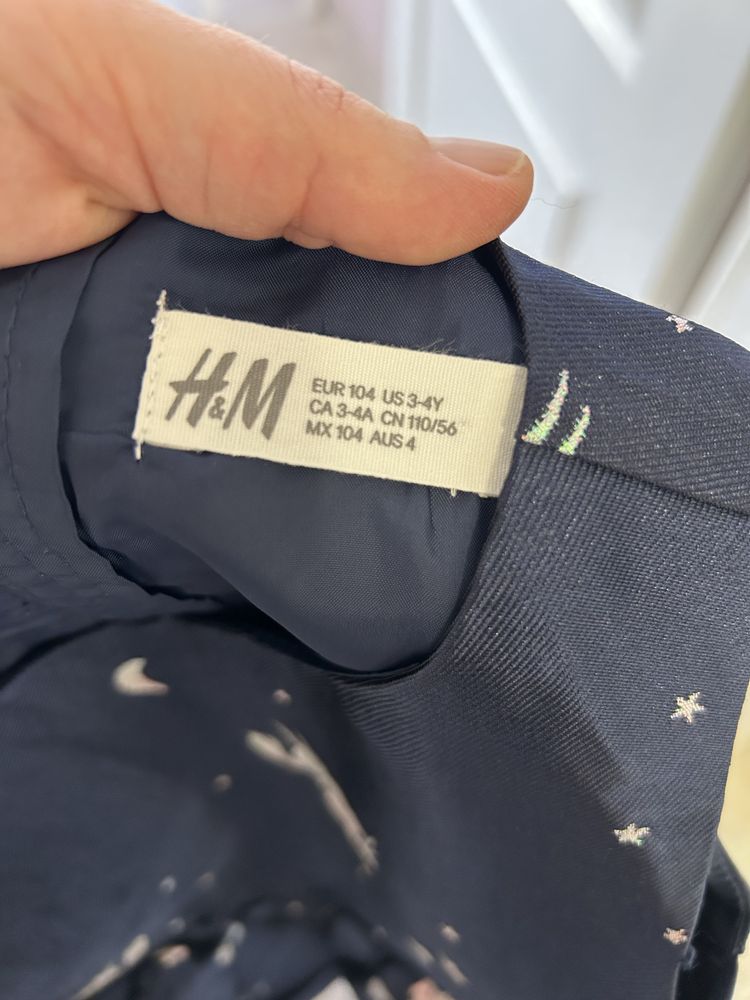 H&M
EUR 104 US 3-4Y
CA 3-4A CN 110/56
MX 104 AUS 4